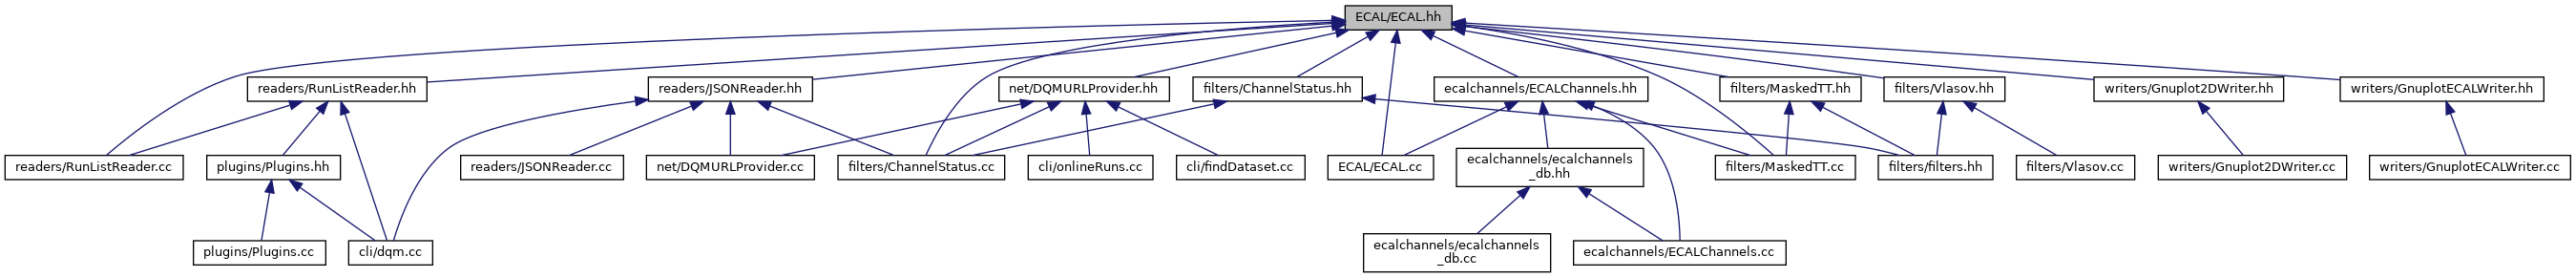 ECAL/ECAL.hh
readers/RunListReader.hh
readers/JSONReader.hh
net/DQMURLProvider.hh
filters/ChannelStatus.hh
ecalchannels/ECALChannels.hh
filters/MaskedTT.hh
filters/Vlasov.hh
writers/Gnuplot2DWriter.hh
writers/GnuplotECALWriter.hh
readers/RunListReader.cc
plugins/Plugins.hh
readers/JSONReader.cc
net/DQMURLProvider.cc
filters/ChannelStatus.cc
cli/onlineRuns.cc
cli/findDataset.cc
ECAL/ECAL.cc
ecalchannels/ecalchannels
_db.hh
filters/MaskedTT.cc
filters/filters.hh
filters/Vlasov.cc
writers/Gnuplot2DWriter.cc
writers/GnuplotECALWriter.cc
plugins/Plugins.cc
cli/dqm.cc
ecalchannels/ecalchannels
_db.cc
ecalchannels/ECALChannels.cc